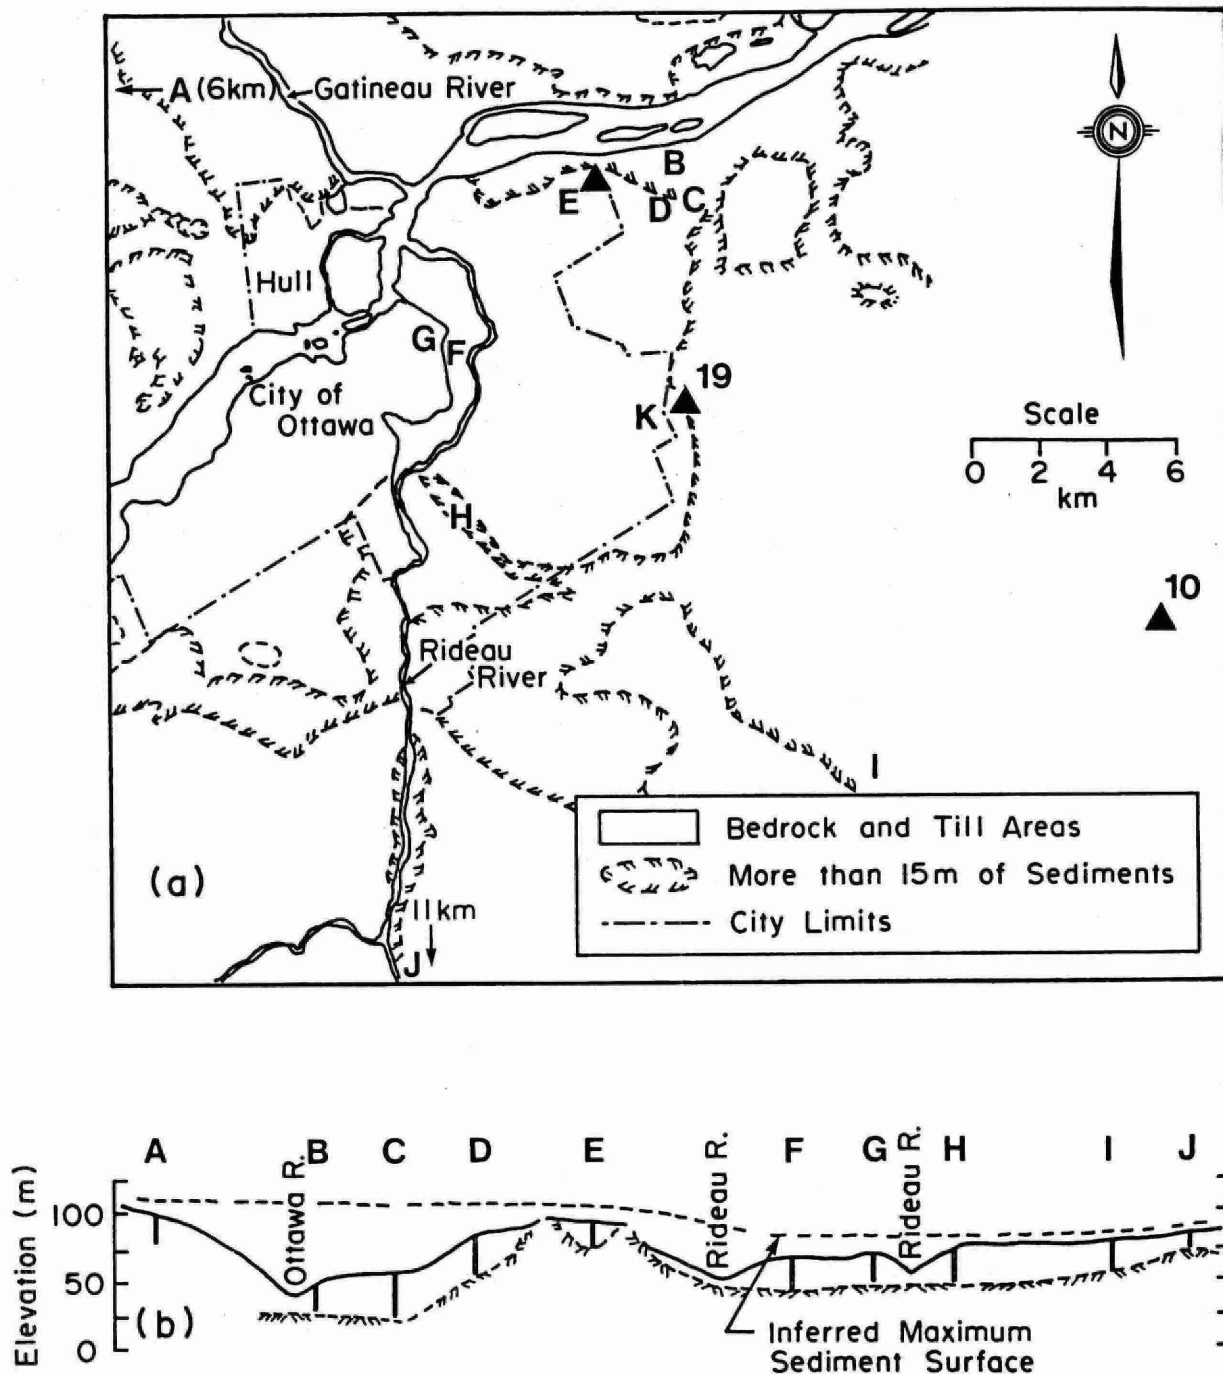 A (6km)
Gatineau River
N
B
E
D
C
Hull
G
F
19
City of
Ottawa
K
Scale
0 2 4 6
km
H
10
Rideau
River
I
(a)
11km
J
Bedrock and Till Areas
More than 15m of Sediments
City Limits
A
Ottawa R.
B
C
D
E
Rideau R.
F
G
Rideau R.
H
I
J
Elevation (m)
100
50
0
(b)
Inferred Maximum
Sediment Surface